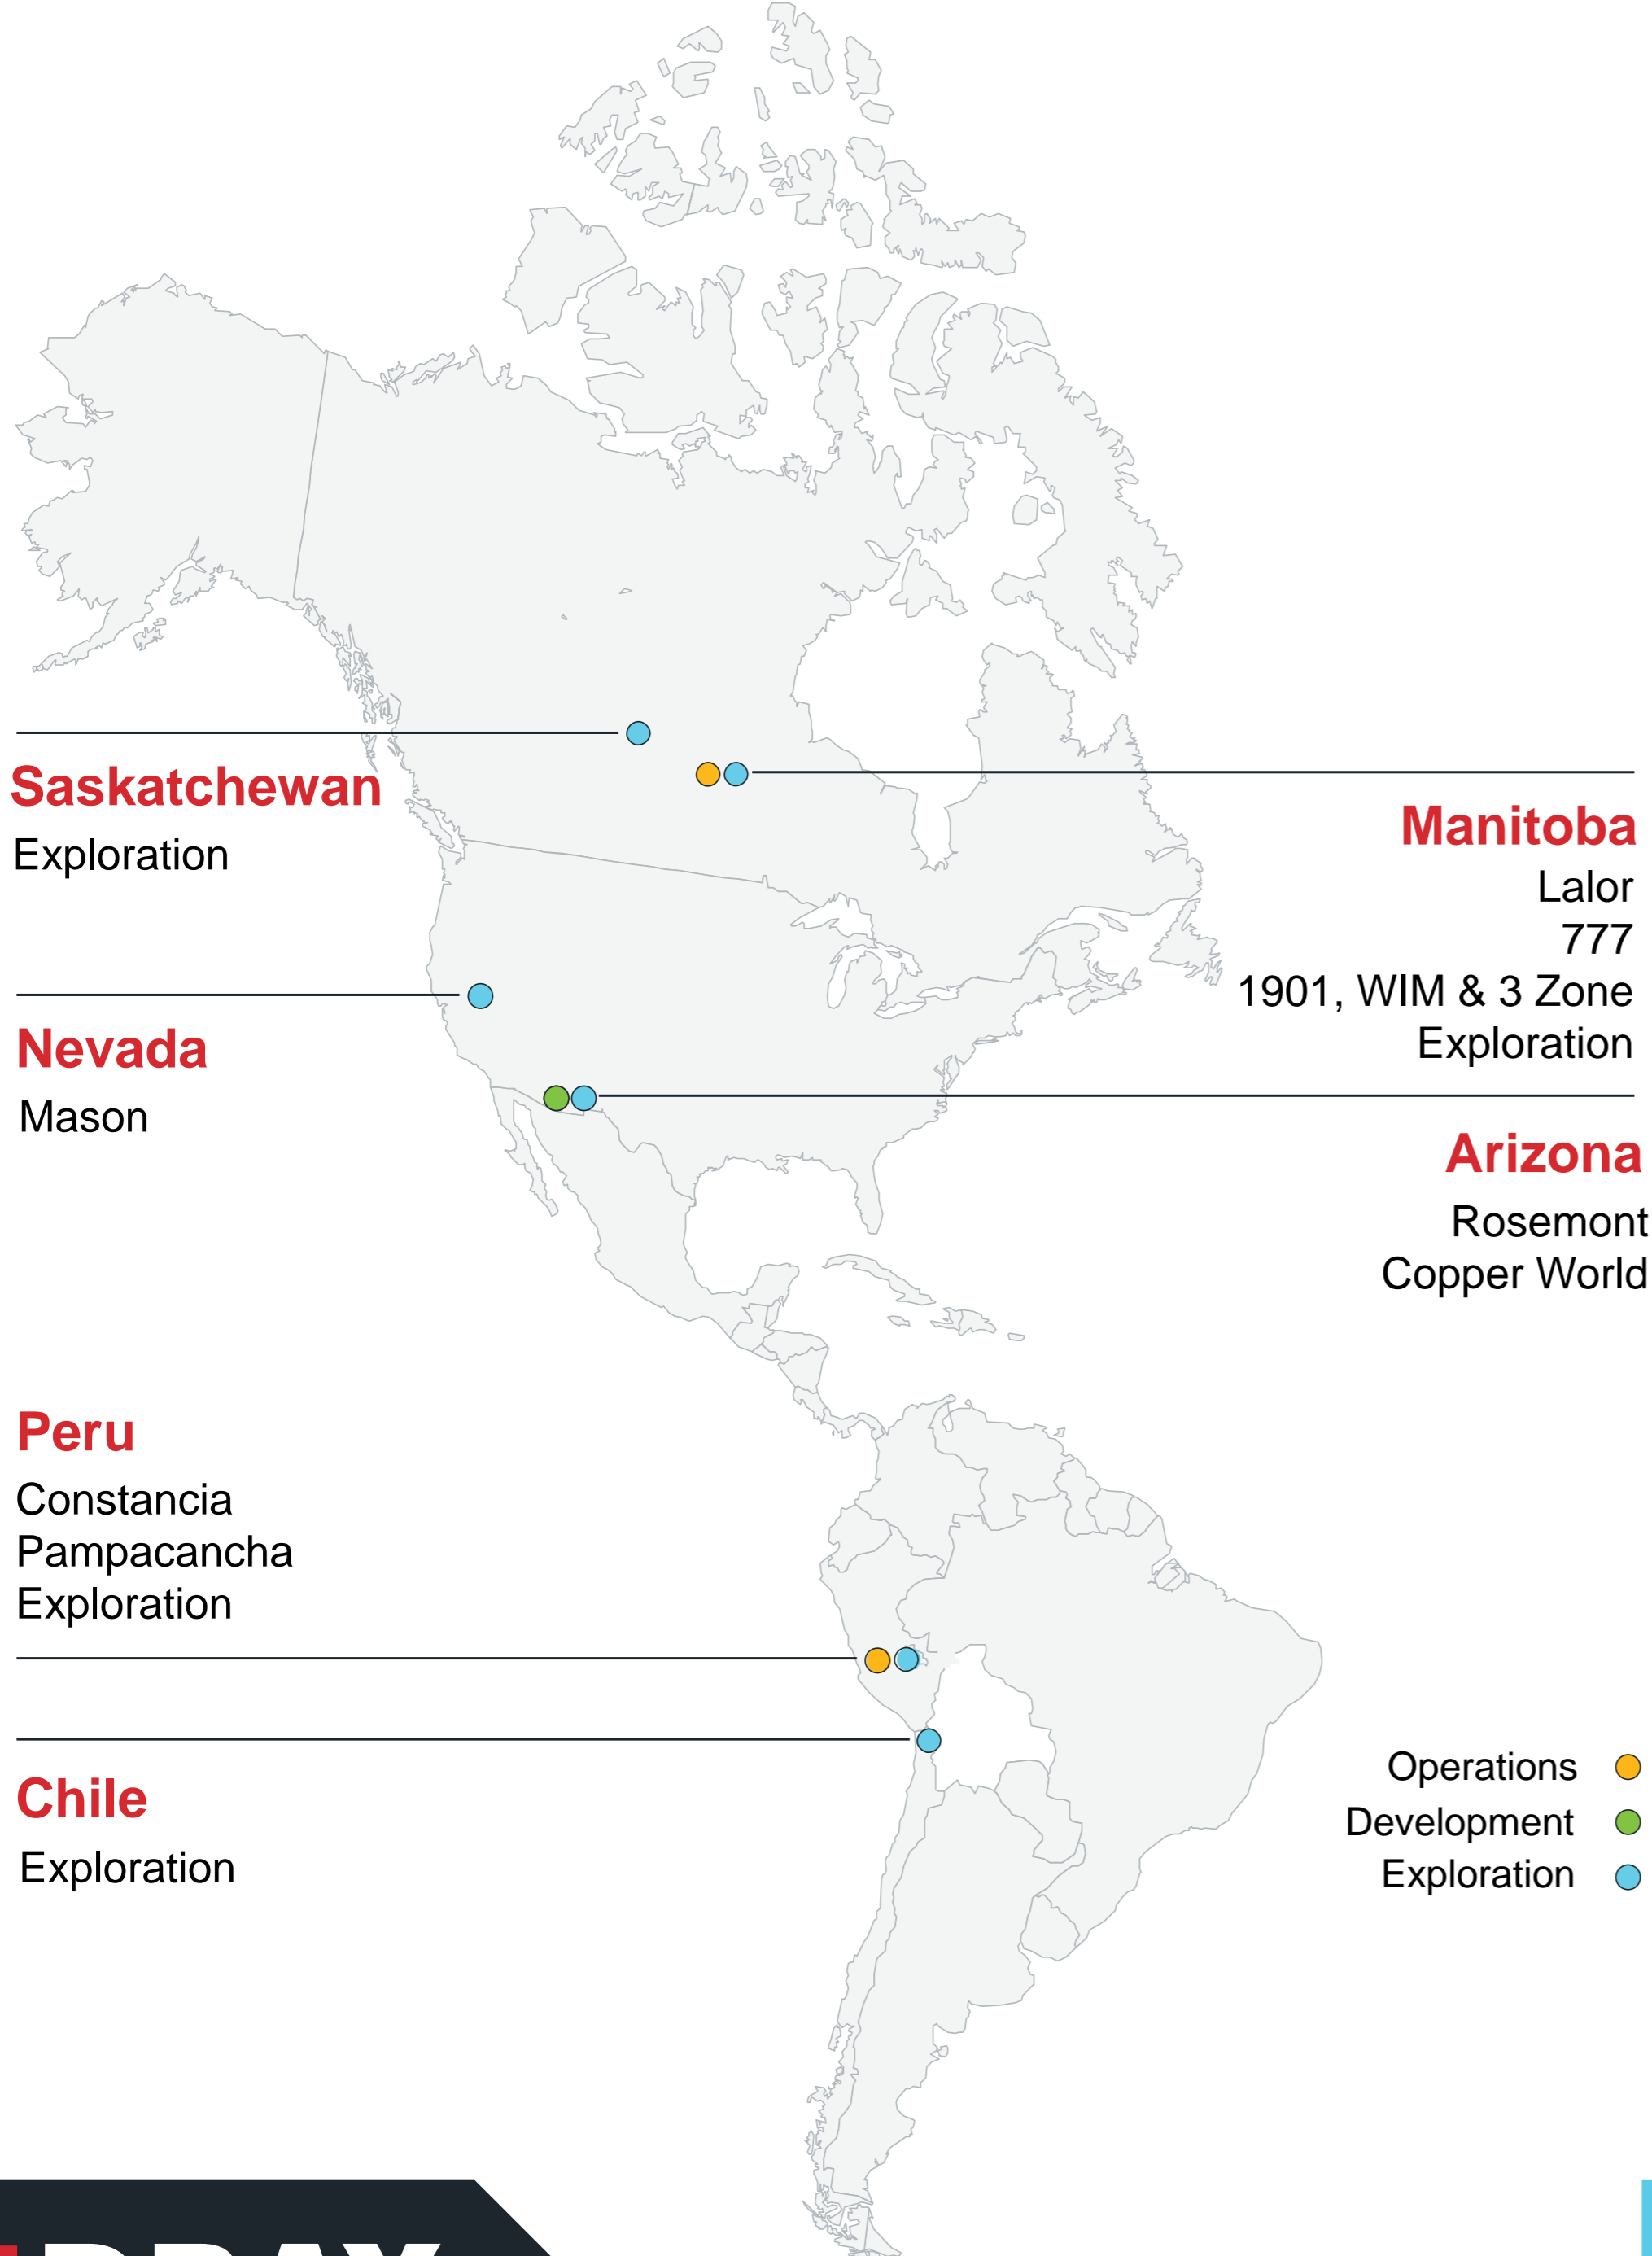 Saskatchewan
Exploration
Manitoba
Lalor
777
1901, WIM & 3 Zone
Exploration
Nevada
Mason
Arizona
Rosemont
Copper World
Peru
Constancia
Pampacancha
Exploration
Chile
Exploration
Operations
Development
Exploration